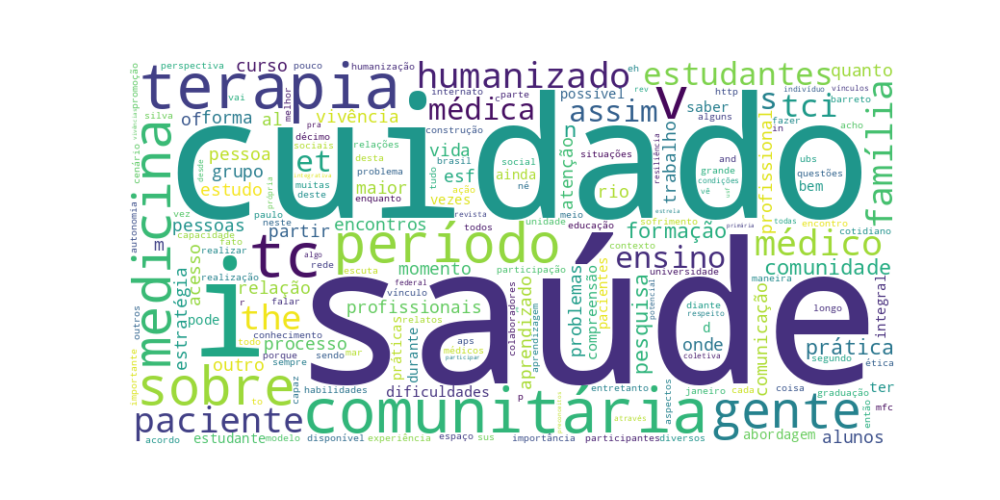 perspectiva
pouco
humanização
curso
terapia
humanizado
estudantes
quanto
internato
c
parte
possível
eh
rev
http
indivíduo
vínculos
silva
vai
melhor
médica
assim
v
s
saber
alguns
tci
in
fazer
acho
barreto
promoção
cenário
vivência
offorma
al
n
construção
pra
décimo
sociais
relações
vida
desta
brasil
social
ainda
né
situações
and
grande
condições
vê
ubs
questões
bem
cuidado
família
profissional
trabalho
resiliência
atenção
rio
pessoa
grupo
et
tudo
problema
esf
ação
maior
vezes
enquanto
muitas
deste
integrativa
própria
desde
estudo
medicina
autonomia
vez
pessoas
paulo
neste
partir
encontros
revista
todos
unidade
meio
educação
formação
sofrimento
estrela
primária
todas
encontro
cotidiano
capacidade
fato
m
realizar
algo
tc
i
período
contexto
ensino
médico
rede
escuta
participação
universidade
maneira
comunidade
integral
acesso
estratégia
realização
relação
momento
federal
vínculo
profissionais
aps
colaboradores
aprendizagem
aprendizado
problemas
compreensão
pacientes
potencial
pesquisa
saúde
outros
pode
r
falar
the
conhecimento
todo
processo
porque
sempre
sendo
mar
prática
durante
relatos
médicos
participar
diante
respeito
d
coletiva
onde
comunicação
longo
prática
segundo
ética
importante
outro
sobre
to
capaz
habilidades
dificuldades
p
entretanto
aspectos
janeiro
cada
coisa
ter
graduação
então
mfc
paciente
comunitária
através
gente
abordagem
alunos
acordo
estudante
modelo
disponível
experiência
espaço
sus
importância
participantes
diversos